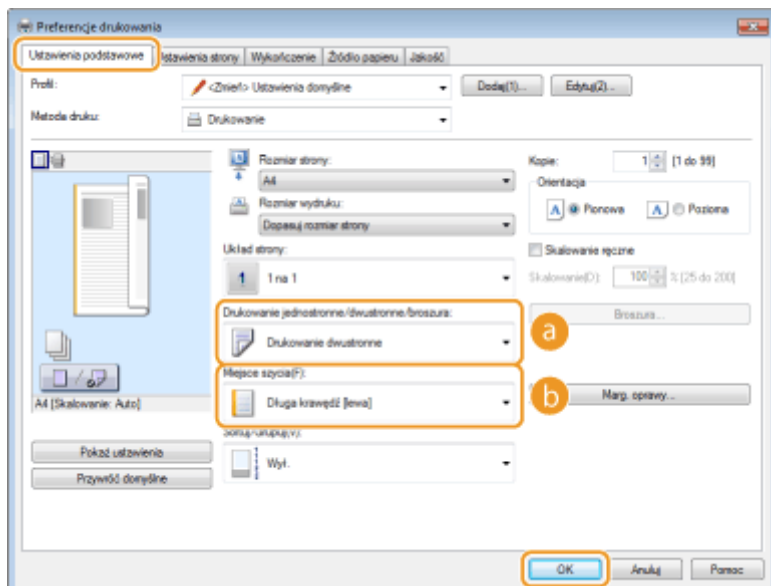 Preferencje drukowania
Ustawienia podstawowe Ustawienia strony Wykończenie Źródło papieru Jakość
Profil: <Zmień> Ustawienia domyślne Dodaj(1)... Edytuj(2)...
Metoda druku: Drukowanie
Rozmiar strony:
A4
Rozmiar wydruku:
Dopasuj rozmiar strony
Układ strony:
1 1 na 1
Drukowanie jednostronne/dwustronne/broszura:
Drukowanie dwustronne
Miejsce szycia(F):
Długa krawędź [lewa]
Sortuj/Grupuj(V):
Wył.
Kopie: 1 [1 do 99]
Orientacja
A Pionowa A Pozioma
Skalowanie ręczne
Skalowanie(D): 100 % [25 do 200]
Broszura...
a
b
Marg. oprawy...
A4 [Skalowanie: Auto]
Pokaż ustawienia
Przywróć domyślne
OK Anuluj Pomoc